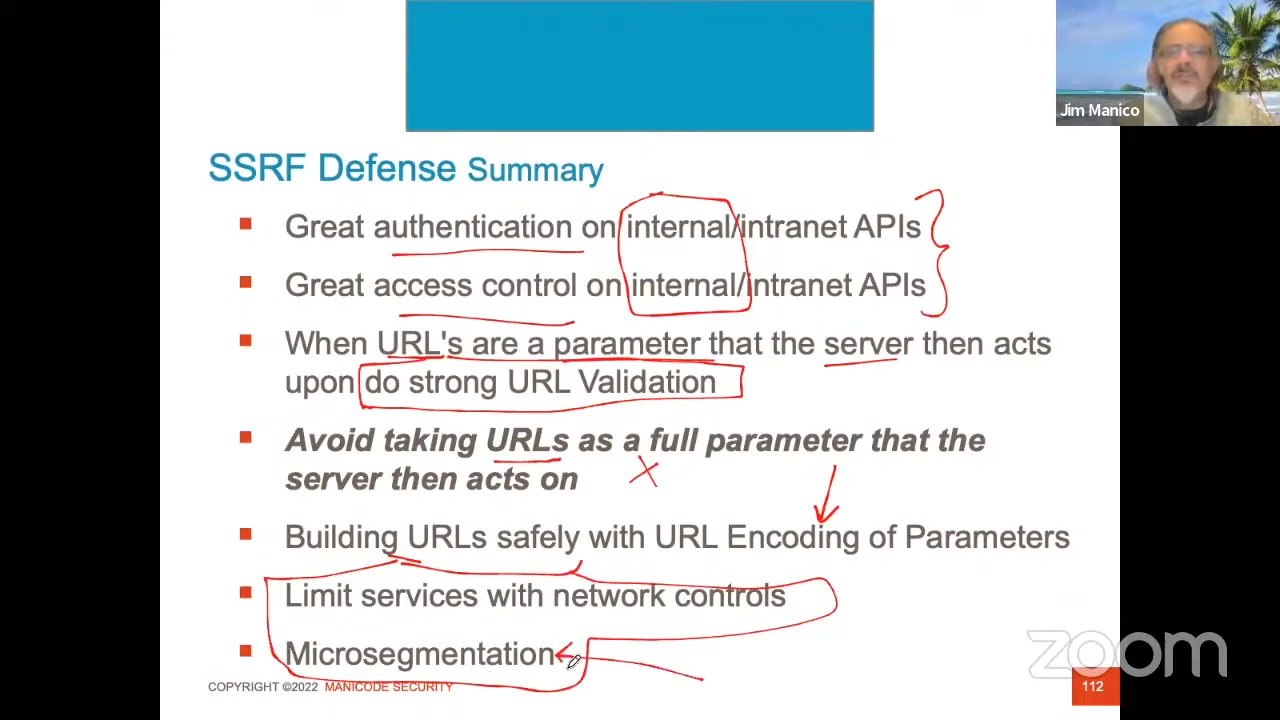 Jim Manico
SSRF Defense Summary
Great authentication on internal/intranet APIs
Great access control on internal/intranet APIs
When URL's are a parameter that the server then acts
upon do strong URL Validation
Avoid taking URLs as a full parameter that the
server then acts on
Building URLs safely with URL Encoding of Parameters
Limit services with network controls
Microsegmentation
zoom
COPYRIGHT ©2022 MANICODE SECURITY
112